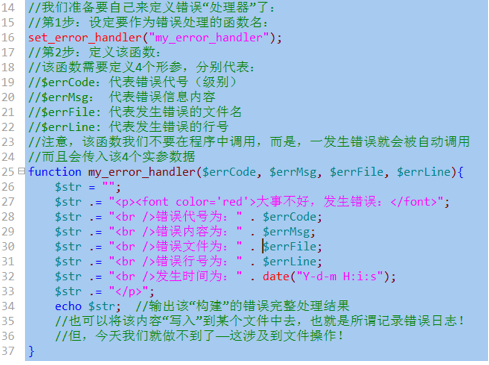 14 //我们准备要自己来定义错误“处理器”了：
15 //第1步：设定要作为错误处理的函数名：
16 set_error_handler("my_error_handler");
17 //第2步：定义该函数：
18 //该函数需要定义4个形参，分别代表：
19 //$errCode：代表错误代号（级别）
20 //$errMsg： 代表错误信息内容
21 //$errFile：代表发生错误的文件名
22 //$errLine：代表发生错误的行号
23 //注意，该函数我们不要在程序中调用，而是，一发生错误就会被自动调用
24 //而且会传入该4个实参数据
25 function my_error_handler($errCode, $errMsg, $errFile, $errLine){
26 $str = "";
27 $str .= "<p><font color='red'>大事不好，发生错误：</font>";
28 $str .= "<br />错误代号为：" . $errCode;
29 $str .= "<br />错误内容为：" . $errMsg;
30 $str .= "<br />错误文件为：" . $errFile;
31 $str .= "<br />错误行号为：" . $errLine;
32 $str .= "<br />发生时间为：" . date("Y-d-m H:i:s");
33 $str .= "</p>";
34 echo $str; //输出该“构建”的错误完整处理结果
35 //也可以将该内容“写入”到某个文件中去，也就是所谓记录错误日志！
36 //但，今天我们就做不到了—这涉及到文件操作！
37 }